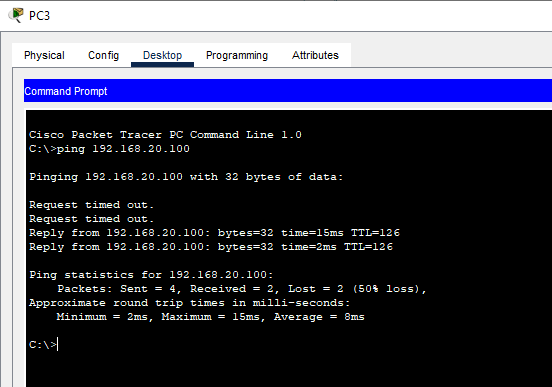 PC3
Physical Config Desktop Programming Attributes
Command Prompt
Cisco Packet Tracer PC Command Line 1.0
C:\>ping 192.168.20.100
Pinging 192.168.20.100 with 32 bytes of data:
Request timed out.
Request timed out.
Reply from 192.168.20.100: bytes=32 time=15ms TTL=126
Reply from 192.168.20.100: bytes=32 time=2ms TTL=126
Ping statistics for 192.168.20.100:
Packets: Sent = 4, Received = 2, Lost = 2 (50% loss),
Approximate round trip times in milli-seconds:
Minimum = 2ms, Maximum = 15ms, Average = 8ms
C:\>